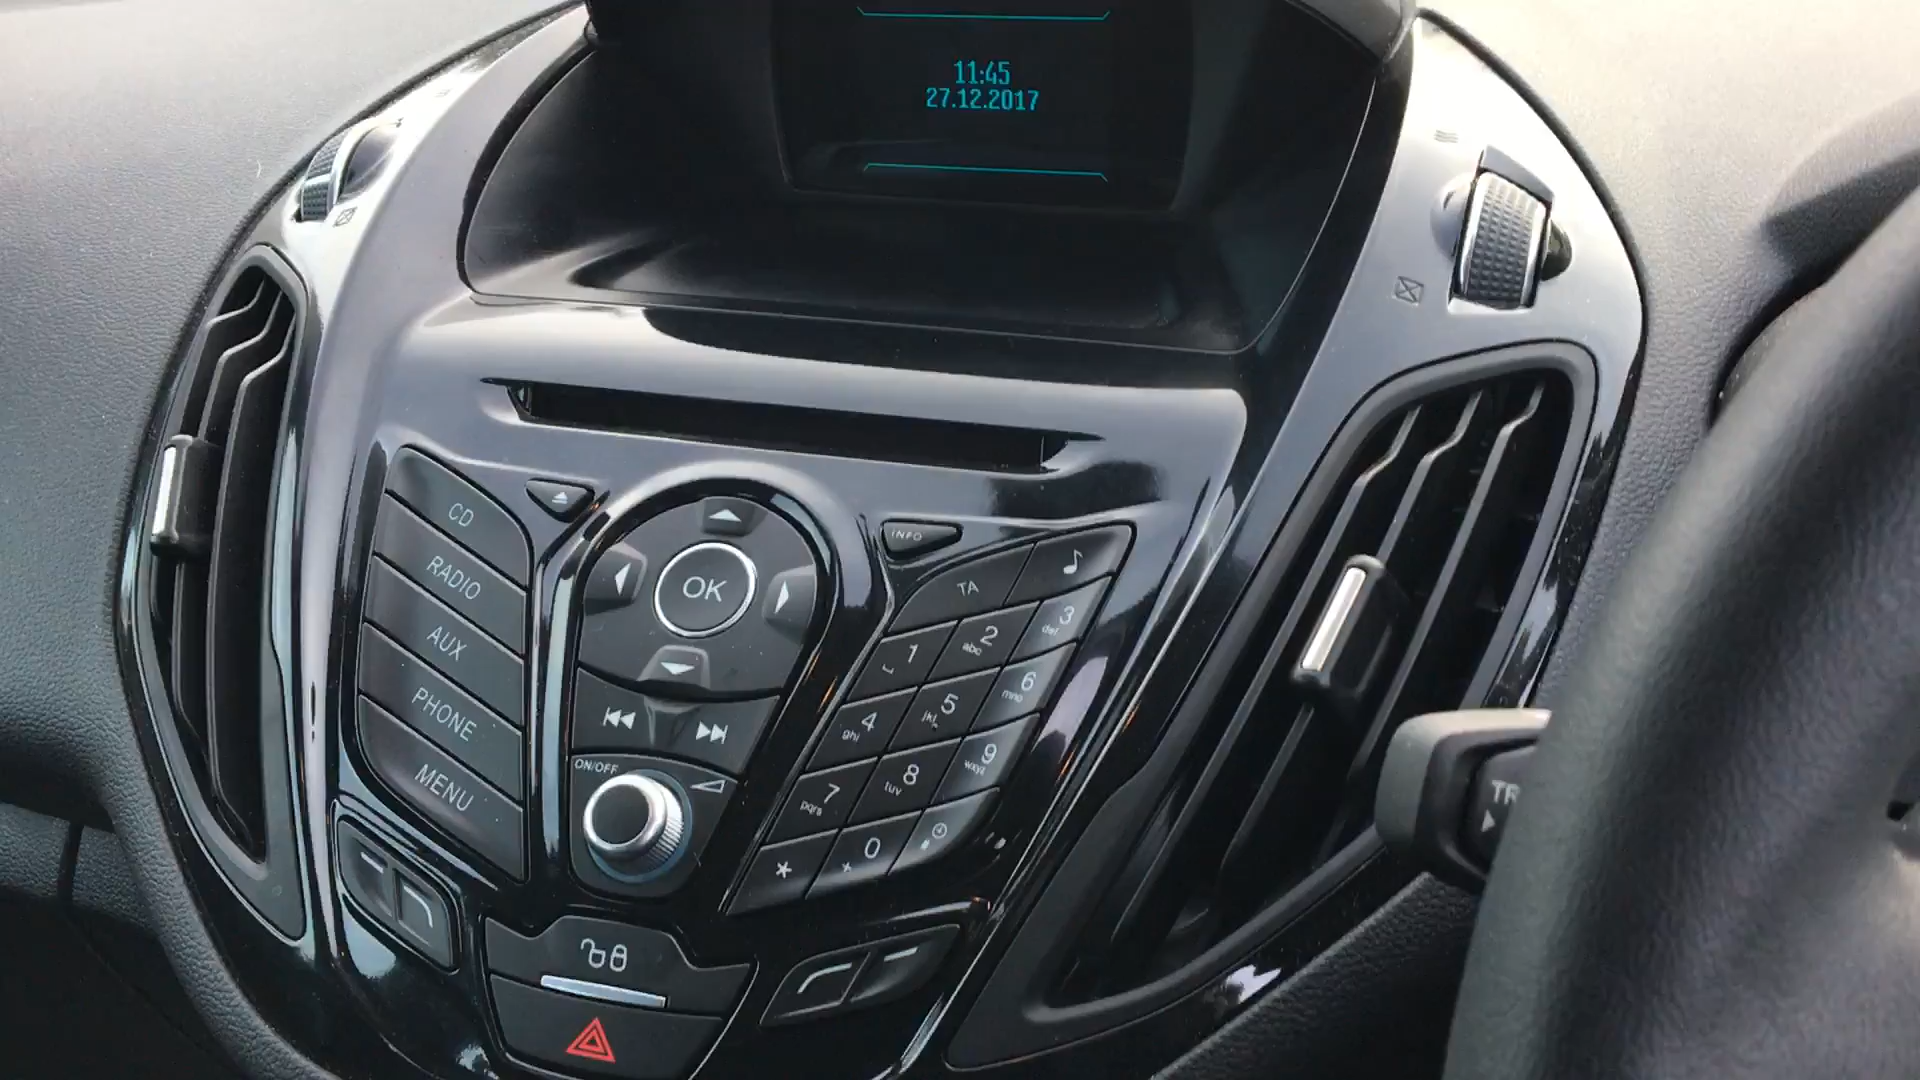 11:45
27.12.2017
CD
RADIO
AUX
PHONE
MENU
OK
INFO
TA
1
2 abc
3 def
4 ghi
5 jkl
6 mno
7 pqrs
8 tuv
9 wxyz
* 0
ON/OFF
TR